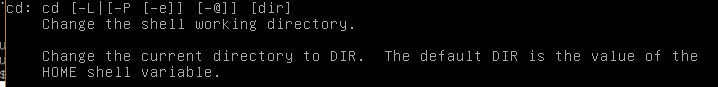 cd: cd [-L|[-P [-e]] [-@]] [dir]
Change the shell working directory.
Change the current directory to DIR.  The default DIR is the value of the
HOME shell variable.